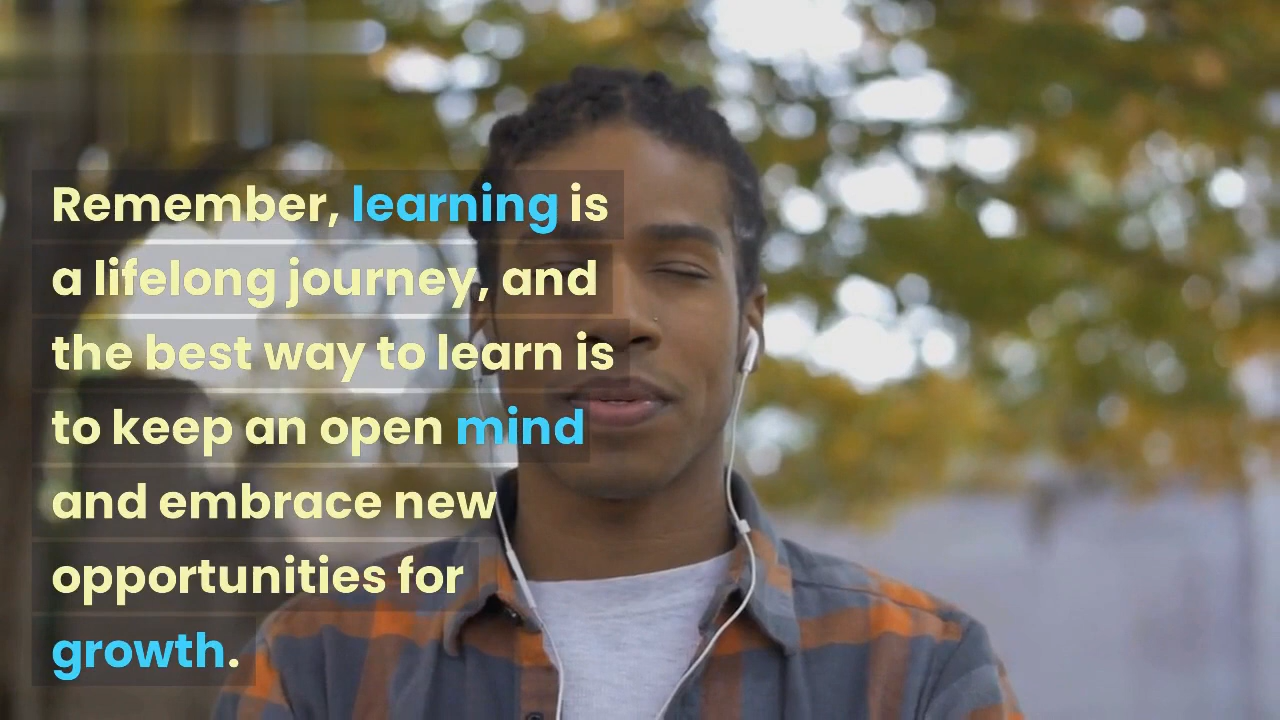 Remember, learning is
a lifelong journey, and
the best way to learn is
to keep an open mind
and embrace new
opportunities for
growth.